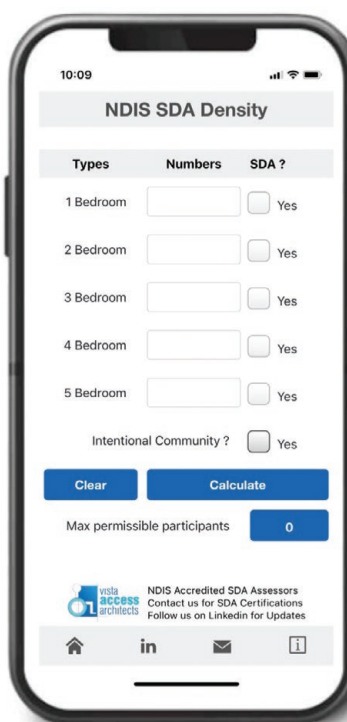 10:09
NDIS SDA Density
Types Numbers SDA ?
1 Bedroom Yes
2 Bedroom Yes
3 Bedroom Yes
4 Bedroom Yes
5 Bedroom Yes
Intentional Community ? Yes
Clear Calculate
Max permissible participants 0
vista
access
architects
NDIS Accredited SDA Assessors
Contact us for SDA Certifications
Follow us on Linkedin for Updates
in
i